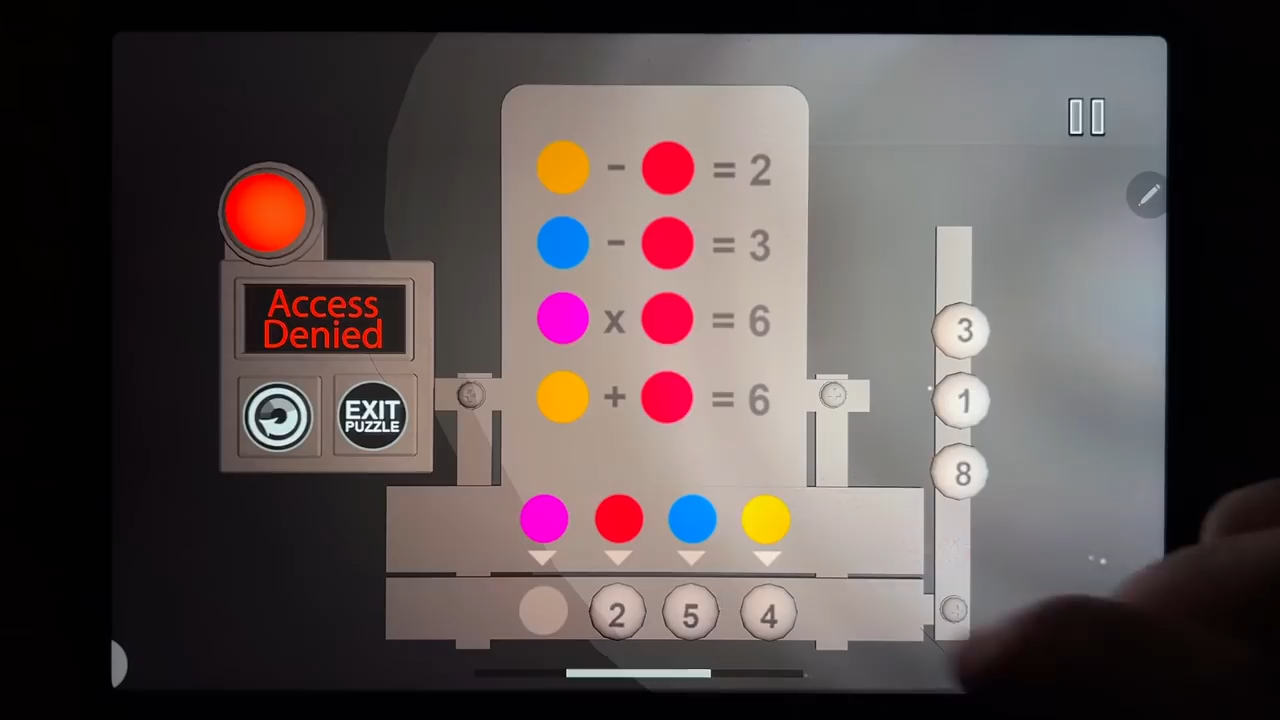 - = 2
- = 3
x = 6
+ = 6
Access
Denied
EXIT
PUZZLE
3
1
8
2 5 4